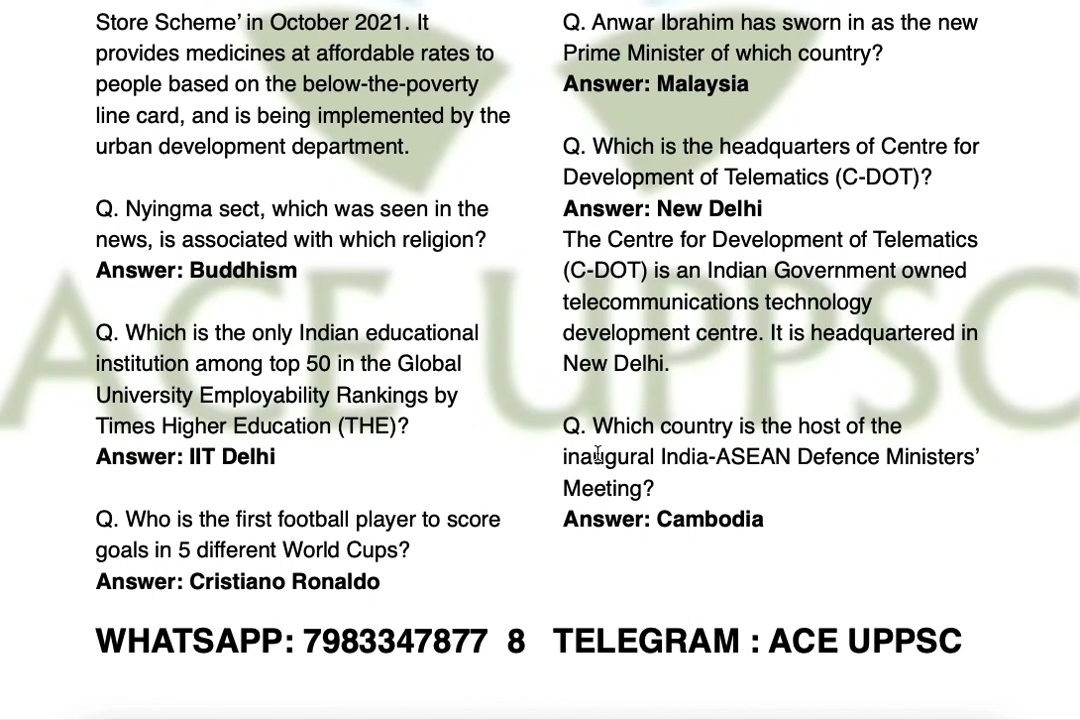 Store Scheme’ in October 2021. It
provides medicines at affordable rates to
people based on the below-the-poverty
line card, and is being implemented by the
urban development department.
Q. Nyingma sect, which was seen in the
news, is associated with which religion?
Answer: Buddhism
Q. Which is the only Indian educational
institution among top 50 in the Global
University Employability Rankings by
Times Higher Education (THE)?
Answer: IIT Delhi
Q. Who is the first football player to score
goals in 5 different World Cups?
Answer: Cristiano Ronaldo
Q. Anwar Ibrahim has sworn in as the new
Prime Minister of which country?
Answer: Malaysia
Q. Which is the headquarters of Centre for
Development of Telematics (C-DOT)?
Answer: New Delhi
The Centre for Development of Telematics
(C-DOT) is an Indian Government owned
telecommunications technology
development centre. It is headquartered in
New Delhi.
Q. Which country is the host of the
inaugural India-ASEAN Defence Ministers’
Meeting?
Answer: Cambodia
WHATSAPP: 7983347877 8 TELEGRAM : ACE UPPSC
ACE UPPSC